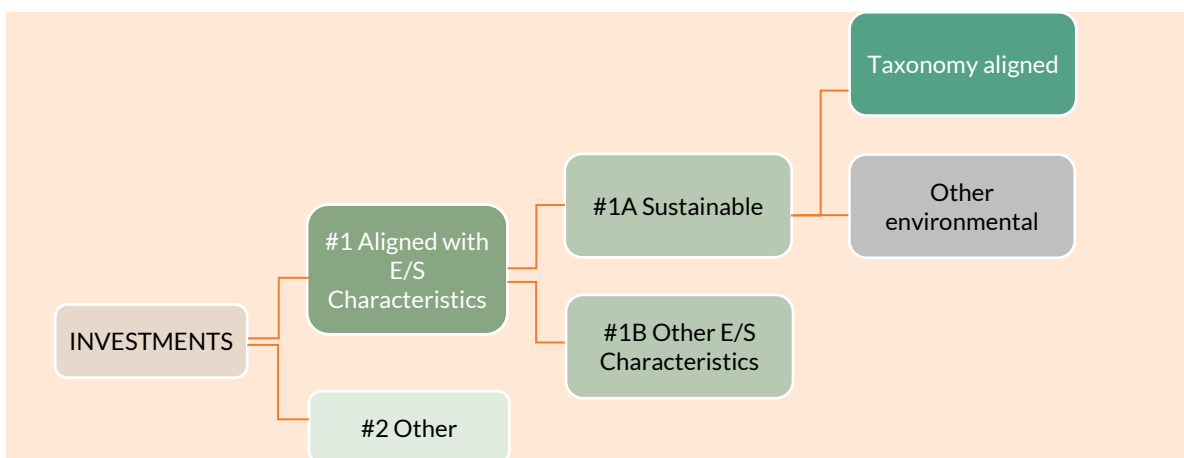 Taxonomy aligned
Other
environmental
#1A Sustainable
#1 Aligned with
E/S
Characteristics
#1B Other E/S
Characteristics
INVESTMENTS
#2 Other